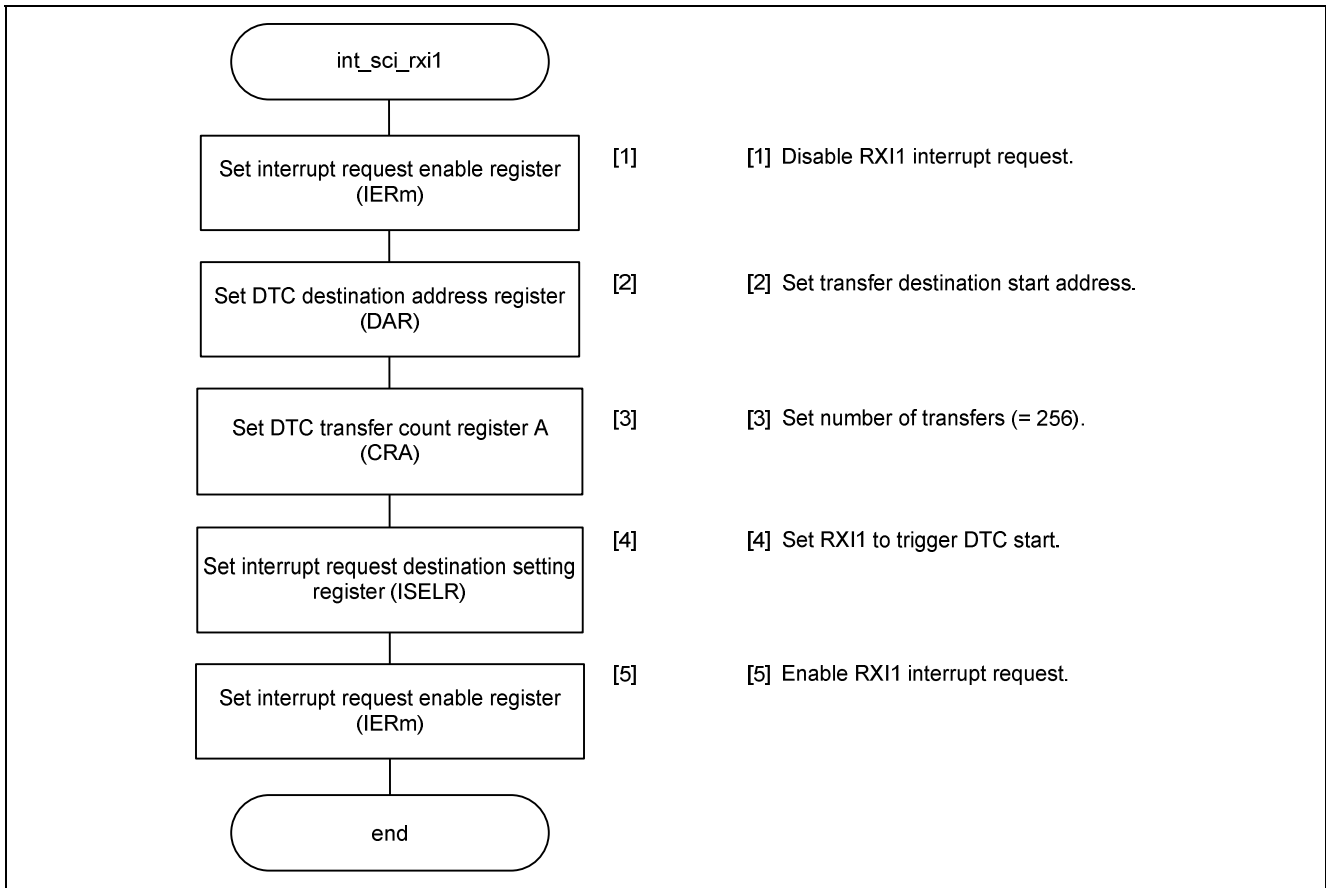 int_sci_rxi1
Set interrupt request enable register
(IERm)
[1]
[1] Disable RXI1 interrupt request.
Set DTC destination address register
(DAR)
[2]
[2] Set transfer destination start address.
Set DTC transfer count register A
(CRA)
[3]
[3] Set number of transfers (= 256).
Set interrupt request destination setting
register (ISELR)
[4]
[4] Set RXI1 to trigger DTC start.
Set interrupt request enable register
(IERm)
[5]
[5] Enable RXI1 interrupt request.
end